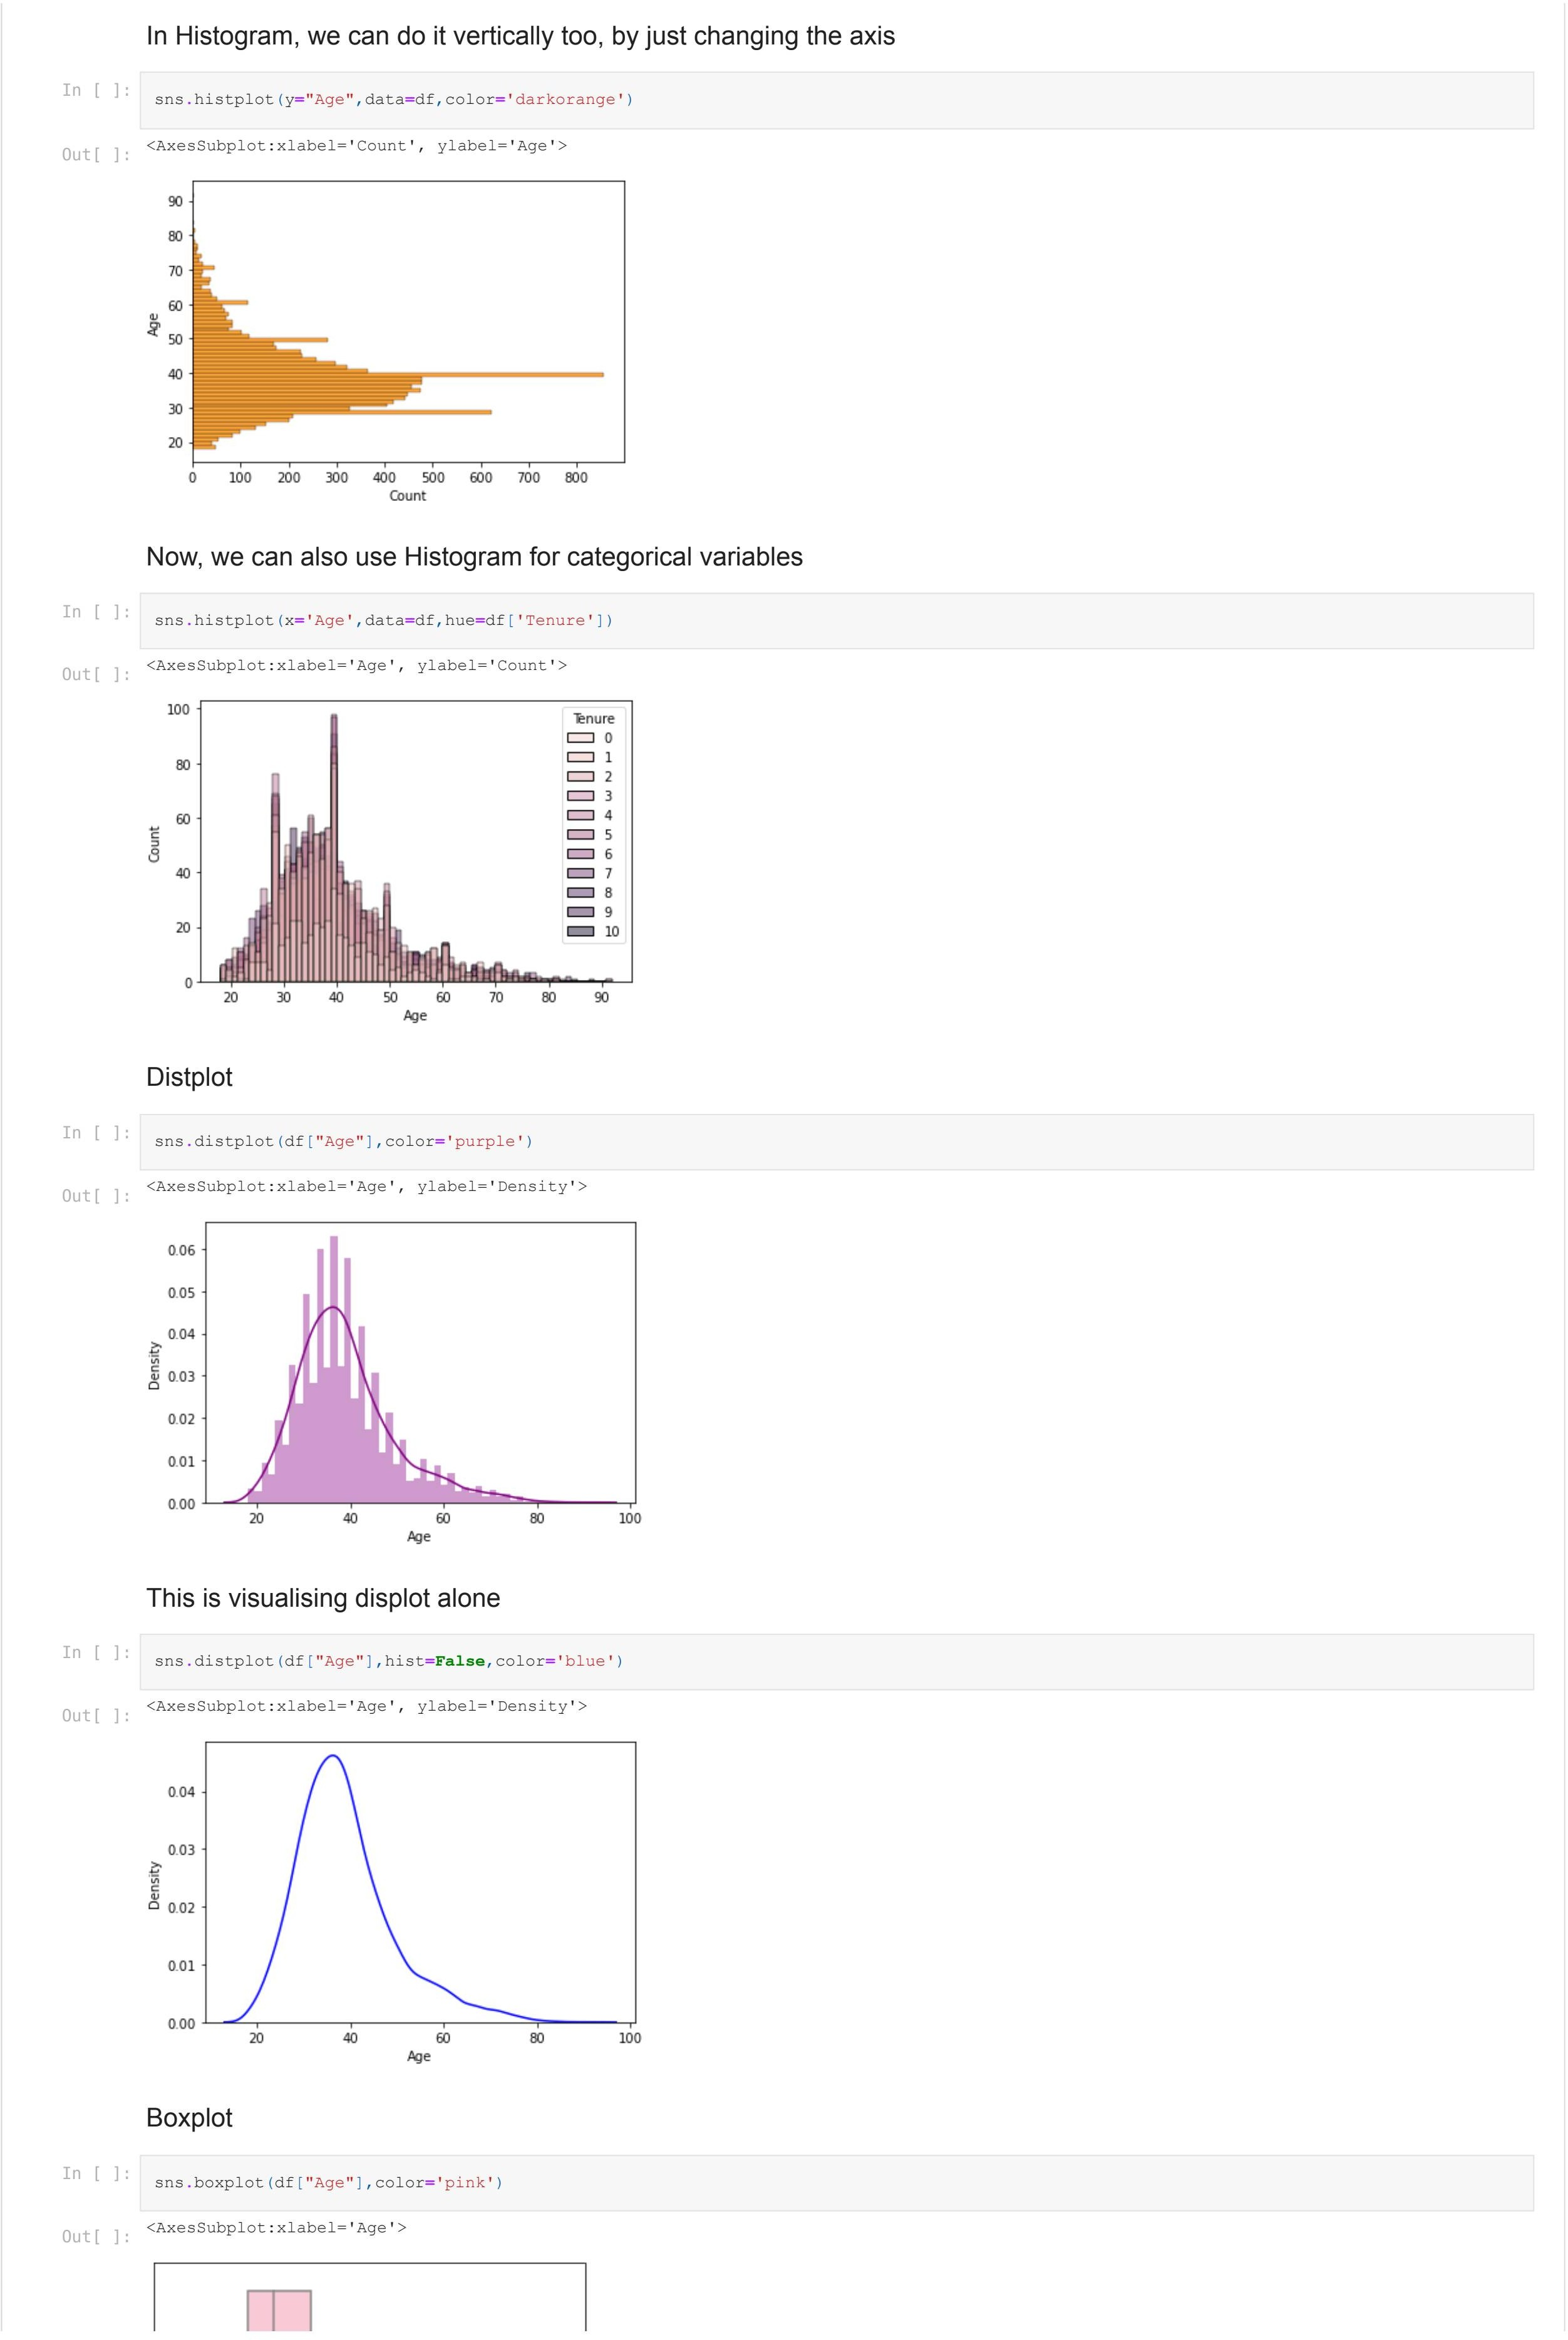 In Histogram, we can do it vertically too, by just changing the axis
In [ ]:
sns.histplot(y="Age",data=df,color='darkorange')
Out[ ]:
<AxesSubplot:xlabel='Count', ylabel='Age'>
90
80
70
60
50
40
30
20
Age
0 100 200 300 400 500 600 700 800
Count
Now, we can also use Histogram for categorical variables
In [ ]:
sns.histplot(x='Age',data=df,hue=df['Tenure'])
Out[ ]:
<AxesSubplot:xlabel='Age', ylabel='Count'>
100
80
60
40
20
0
Count
Tenure
0
1
2
3
4
5
6
7
8
9
10
20 30 40 50 60 70 80 90
Age
Distplot
In [ ]:
sns.distplot(df["Age"],color='purple')
Out[ ]:
<AxesSubplot:xlabel='Age', ylabel='Density'>
0.06
0.05
0.04
0.03
0.02
0.01
0.00
Density
20 40 60 80 100
Age
This is visualising displot alone
In [ ]:
sns.distplot(df["Age"],hist=False,color='blue')
Out[ ]:
<AxesSubplot:xlabel='Age', ylabel='Density'>
0.04
0.03
0.02
0.01
0.00
Density
20 40 60 80 100
Age
Boxplot
In [ ]:
sns.boxplot(df["Age"],color='pink')
Out[ ]:
<AxesSubplot:xlabel='Age'>